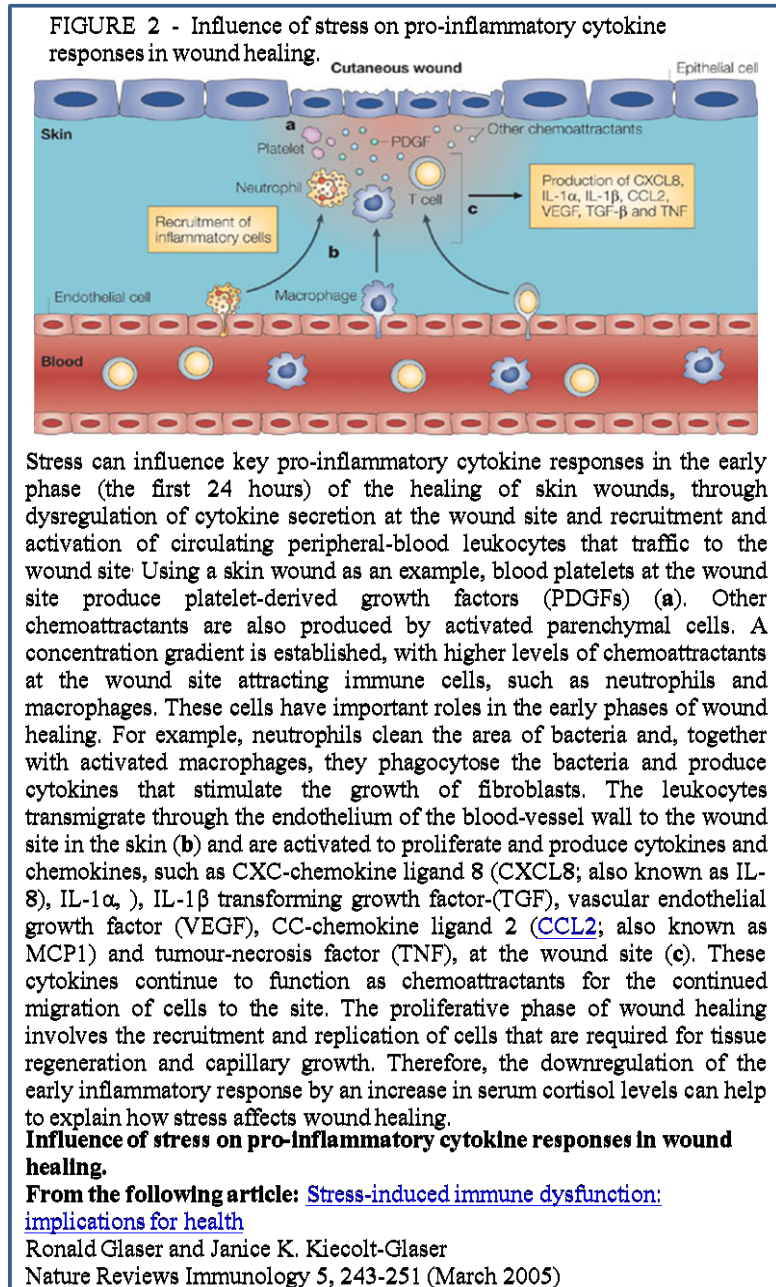 FIGURE 2 - Influence of stress on pro-inflammatory cytokine
responses in wound healing.
Cutaneous wound
Epithelial cell
Skin
a
Platelet
PDGF
Other chemoattractants
Neutrophil
T cell
c
Production of CXCL8,
IL-1α, IL-1β, CCL2,
VEGF, TGF-β and TNF
Recruitment of
inflammatory cells
b
Endothelial cell
Macrophage
Blood
Stress can influence key pro-inflammatory cytokine responses in the early
phase (the first 24 hours) of the healing of skin wounds, through
dysregulation of cytokine secretion at the wound site and recruitment and
activation of circulating peripheral-blood leukocytes that traffic to the
wound site. Using a skin wound as an example, blood platelets at the wound
site produce platelet-derived growth factors (PDGFs) (a). Other
chemoattractants are also produced by activated parenchymal cells. A
concentration gradient is established, with higher levels of chemoattractants
at the wound site attracting immune cells, such as neutrophils and
macrophages. These cells have important roles in the early phases of wound
healing. For example, neutrophils clean the area of bacteria and, together
with activated macrophages, they phagocytose the bacteria and produce
cytokines that stimulate the growth of fibroblasts. The leukocytes
transmigrate through the endothelium of the blood-vessel wall to the wound
site in the skin (b) and are activated to proliferate and produce cytokines and
chemokines, such as CXC-chemokine ligand 8 (CXCL8; also known as IL-
8), IL-1α, ), IL-1β transforming growth factor-(TGF), vascular endothelial
growth factor (VEGF), CC-chemokine ligand 2 (CCL2; also known as
MCP1) and tumour-necrosis factor (TNF), at the wound site (c). These
cytokines continue to function as chemoattractants for the continued
migration of cells to the site. The proliferative phase of wound healing
involves the recruitment and replication of cells that are required for tissue
regeneration and capillary growth. Therefore, the downregulation of the
early inflammatory response by an increase in serum cortisol levels can help
to explain how stress affects wound healing.
Influence of stress on pro-inflammatory cytokine responses in wound
healing.
From the following article: Stress-induced immune dysfunction:
implications for health
Ronald Glaser and Janice K. Kiecolt-Glaser
Nature Reviews Immunology 5, 243-251 (March 2005)